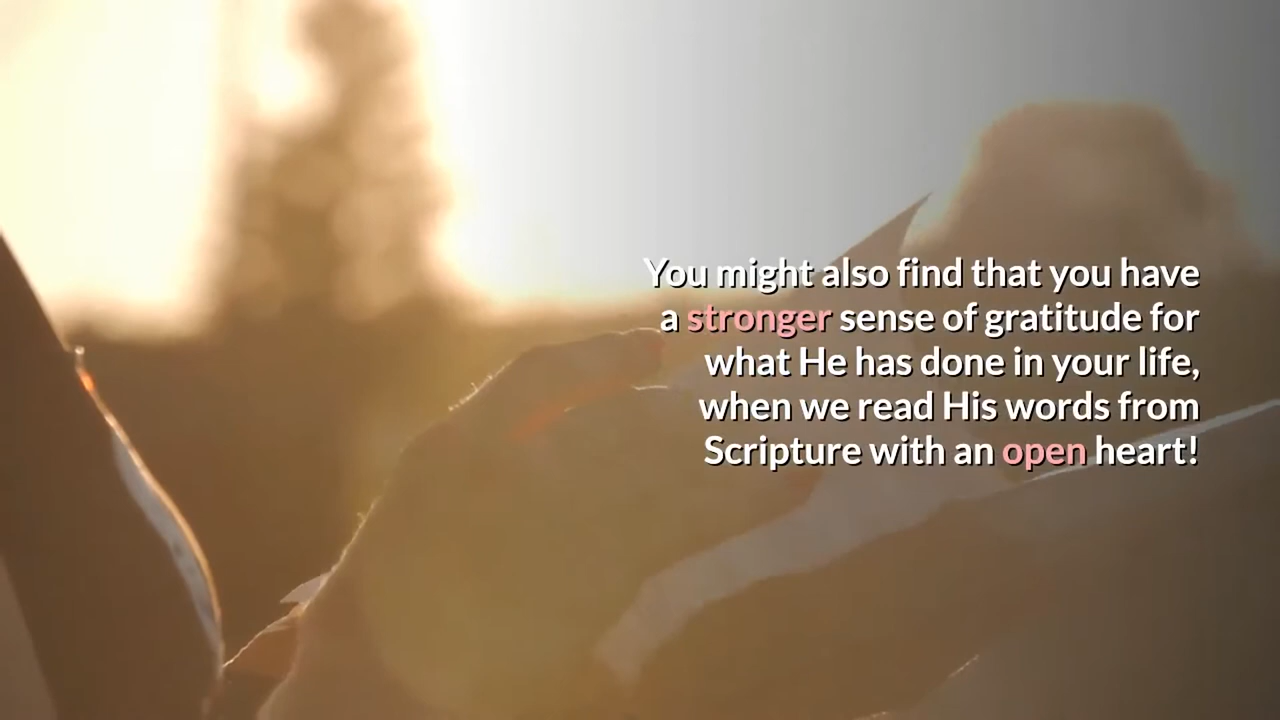 You might also find that you have
a stronger sense of gratitude for
what He has done in your life,
when we read His words from
Scripture with an open heart!